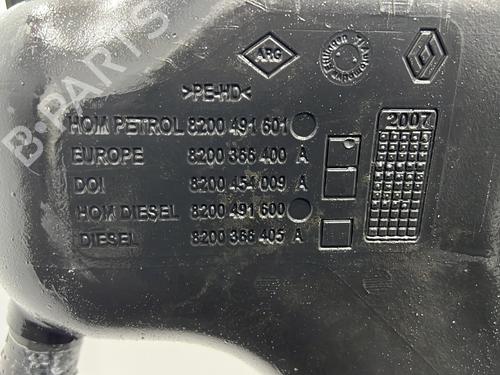 B-PARTS
ARG
>PE-HD<
HOM PETROL 8200 491 601
EUROPE 8200 366 400 A
DOI 8200 454 009 A
HOM DIESEL 8200 491 600
DIESEL 8200 366 405 A
2007